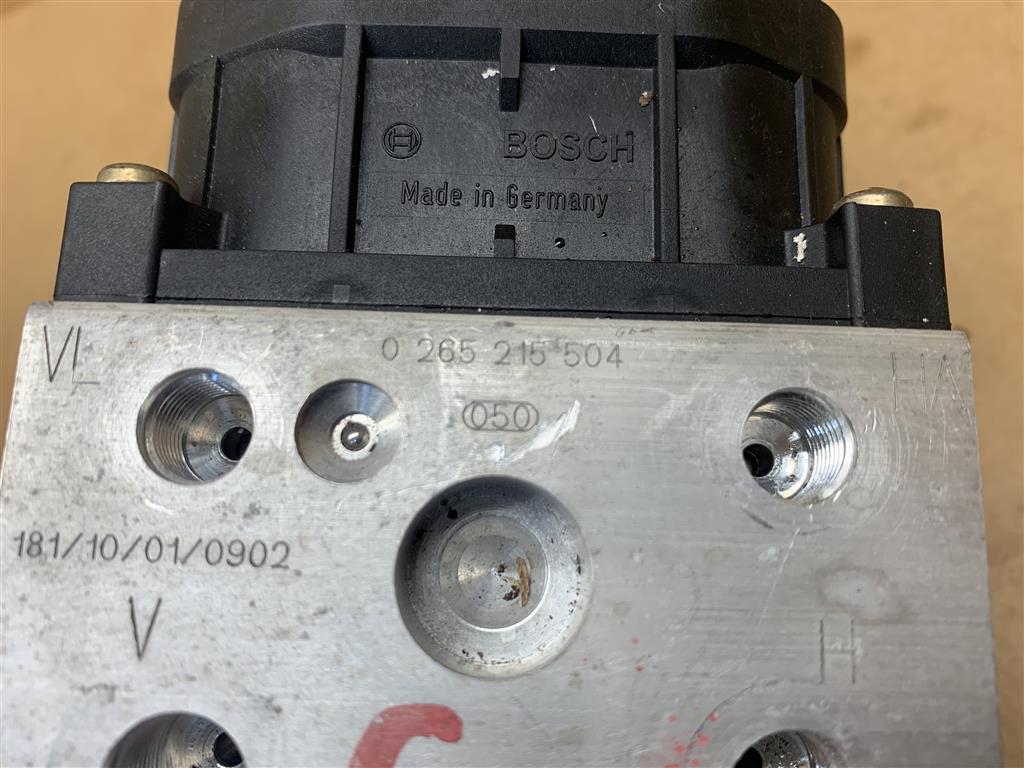 BOSCH
Made in Germany
VL
0 265 215 504
HA
050
181/10/01/0902
V
H